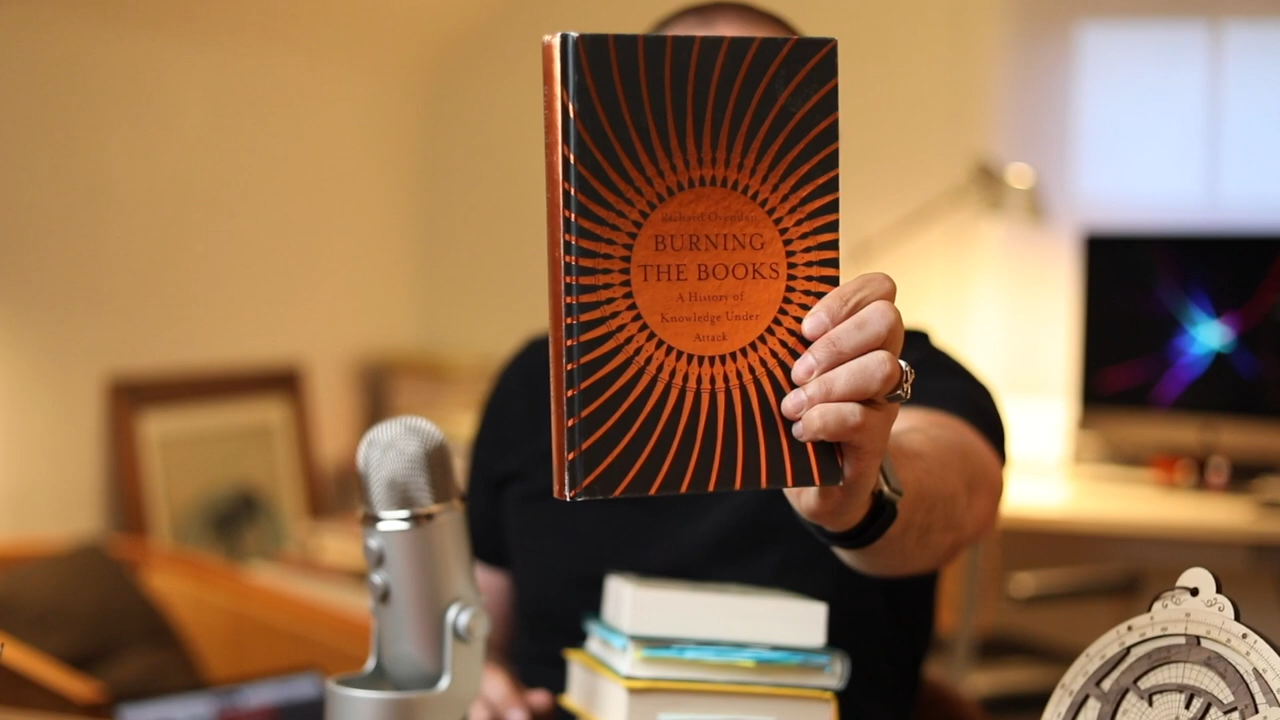 Richard Ovenden
BURNING
THE BOOKS
A History of
Knowledge Under
Attack